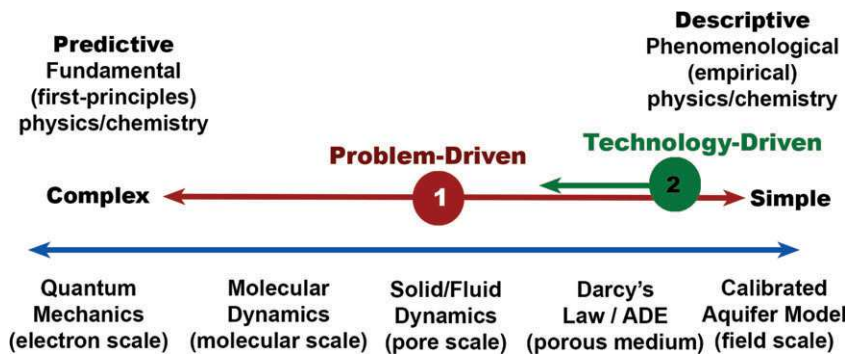 Predictive
Fundamental
(first-principles)
physics/chemistry
Descriptive
Phenomenological
(empirical)
physics/chemistry
Problem-Driven
Technology-Driven
Complex
1
2
Simple
Quantum
Mechanics
(electron scale)
Molecular
Dynamics
(molecular scale)
Solid/Fluid
Dynamics
(pore scale)
Darcy's
Law / ADE
(porous medium)
Calibrated
Aquifer Model
(field scale)